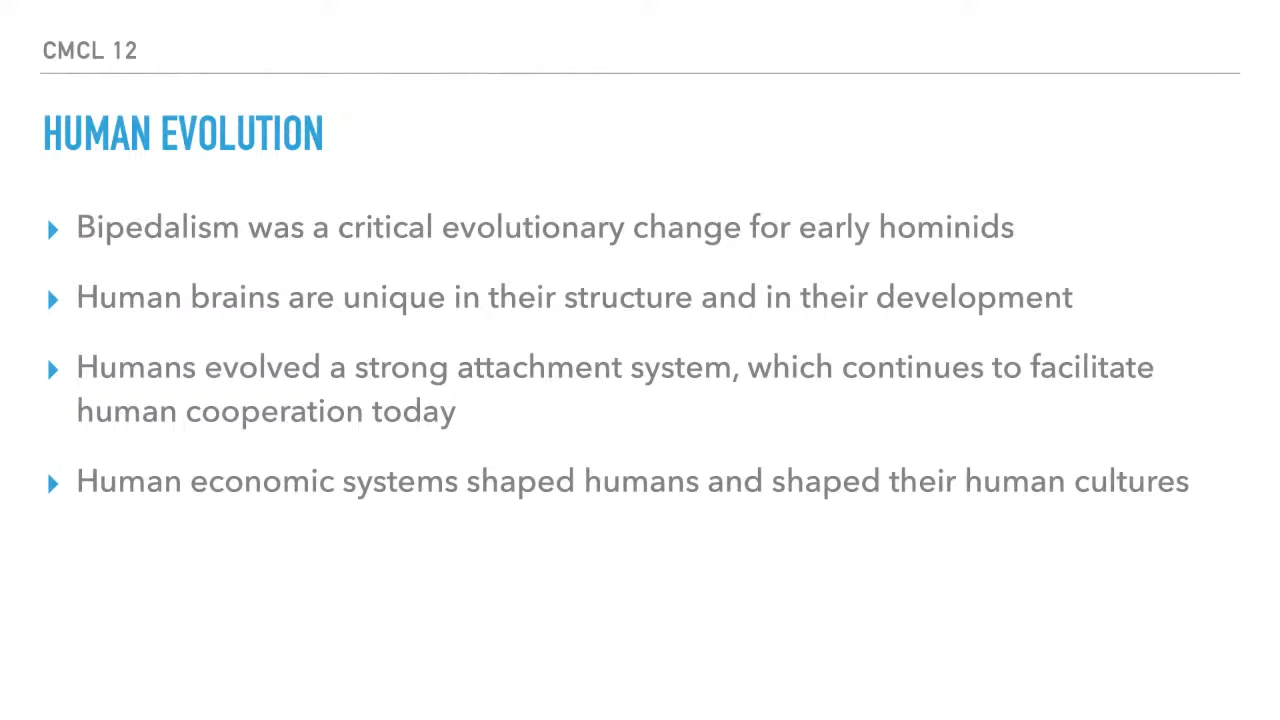 CMCL 12
HUMAN EVOLUTION
Bipedalism was a critical evolutionary change for early hominids
Human brains are unique in their structure and in their development
Humans evolved a strong attachment system, which continues to facilitate
human cooperation today
Human economic systems shaped humans and shaped their human cultures